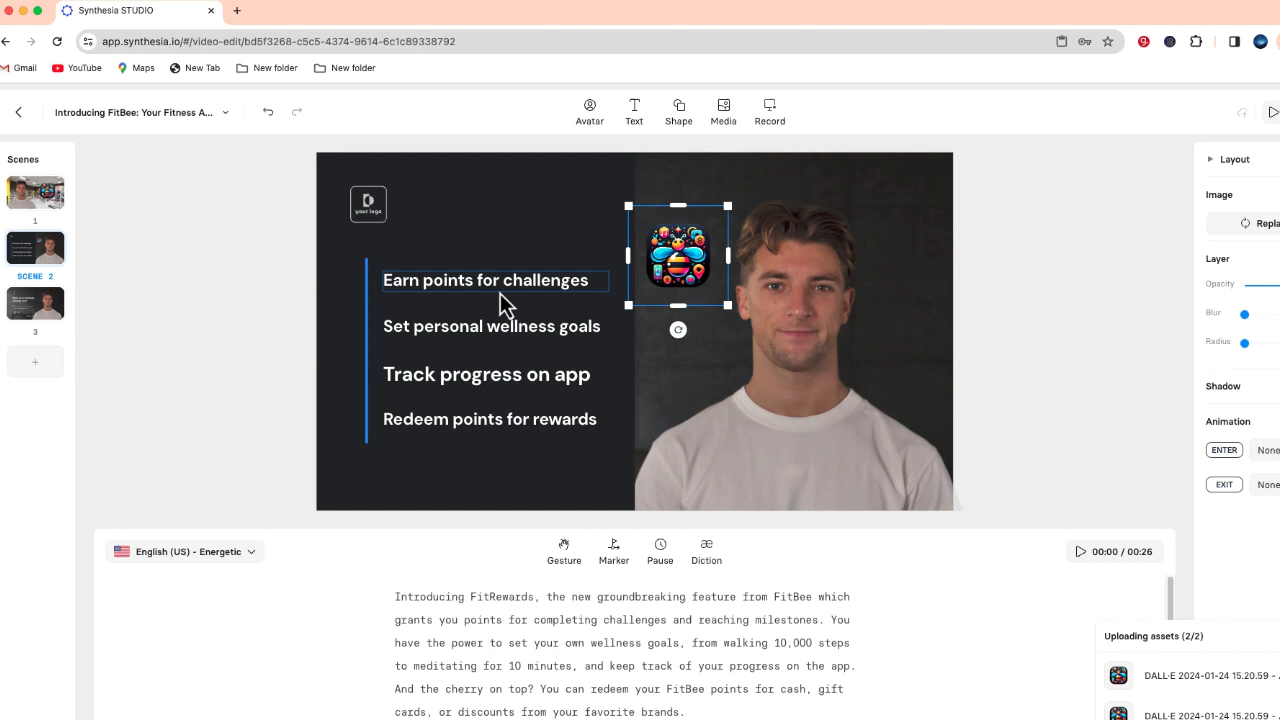 Synthesia STUDIO
app.synthesia.io/#/video-edit/bd5f3268-c5c5-4374-9614-6c1c89338792
Gmail YouTube Maps New Tab New folder New folder
Introducing FitBee: Your Fitness A...
Avatar Text Shape Media Record
Scenes
1
SCENE 2
3
your logo
Earn points for challenges
Set personal wellness goals
Track progress on app
Redeem points for rewards
Layout
Image
Repla
Layer
Opacity
Blur
Radius
Shadow
Animation
ENTER None
EXIT None
English (US) - Energetic
Gesture Marker Pause Diction
00:00 / 00:26
Introducing FitRewards, the new groundbreaking feature from FitBee which
grants you points for completing challenges and reaching milestones. You
have the power to set your own wellness goals, from walking 10,000 steps
to meditating for 10 minutes, and keep track of your progress on the app.
And the cherry on top? You can redeem your FitBee points for cash, gift
cards, or discounts from your favorite brands.
Uploading assets (2/2)
DALL·E 2024-01-24 15.20.59 -
DALL·E 2024-01-24 15.20.59 -